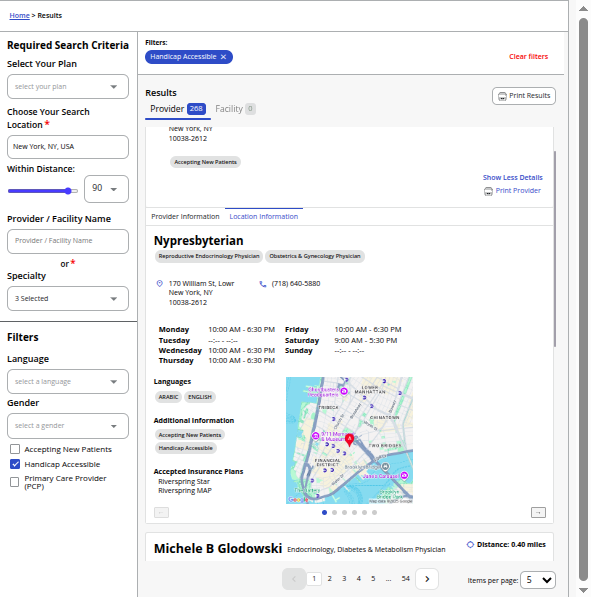 Home > Results
Required Search Criteria
Select Your Plan
select your plan
Choose Your Search
Location *
New York, NY, USA
Within Distance:
90
Provider / Facility Name
Provider / Facility Name
or *
Specialty
3 Selected
Filters
Language
select a language
Gender
select a gender
Accepting New Patients
Handicap Accessible
Primary Care Provider
(PCP)
Filters:
Handicap Accessible ×
Clear filters
Results
Print Results
Provider 268 Facility 0
New York, NY
10038-2612
Accepting New Patients
Show Less Details
Print Provider
Provider Information Location Information
Nypresbyterian
Reproductive Endocrinology Physician Obstetrics & Gynecology Physician
170 William St, Lowr (718) 640-5880
New York, NY
10038-2612
Monday 10:00 AM - 6:30 PM Friday 10:00 AM - 6:30 PM
Tuesday --:-- - --:-- Saturday 9:00 AM - 5:30 PM
Wednesday 10:00 AM - 6:30 PM Sunday --:-- - --:--
Thursday 10:00 AM - 6:30 PM
Languages
ARABIC ENGLISH
Additional Information
Accepting New Patients
Handicap Accessible
Accepted Insurance Plans
Riverspring Star
Riverspring MAP
LOWER
MANHATTAN
TRIBECA
CHINATOWN
9/11 Memorial
& Museum
TWO BRIDGES
FINANCIAL
DISTRICT
Jane's Carousel
Google
Michele B Glodowski Endocrinology, Diabetes & Metabolism Physician
Distance: 0.40 miles
1 2 3 4 5 ... 54
Items per page: 5